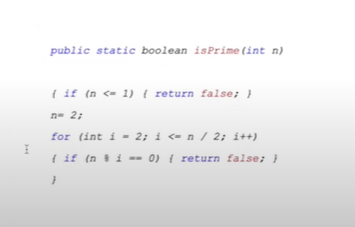 public static boolean isPrime(int n)
{ if (n <= 1) { return false; }
n= 2;
for (int i = 2; i <= n / 2; i++)
{ if (n % i == 0) { return false; }
}